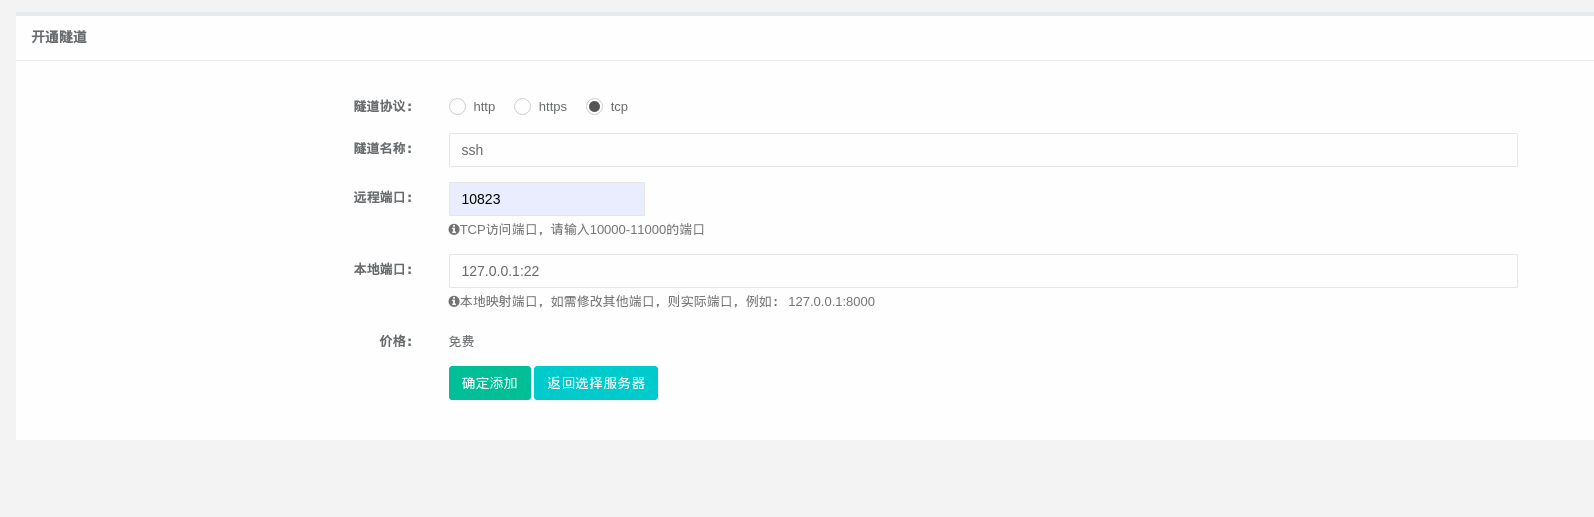 开通隧道
隧道协议: http https tcp
隧道名称: ssh
远程端口: 10823
TCP访问端口，请输入10000-11000的端口
本地端口: 127.0.0.1:22
本地映射端口，如需修改其他端口，则实际端口，例如: 127.0.0.1:8000
价格: 免费
确定添加 返回选择服务器